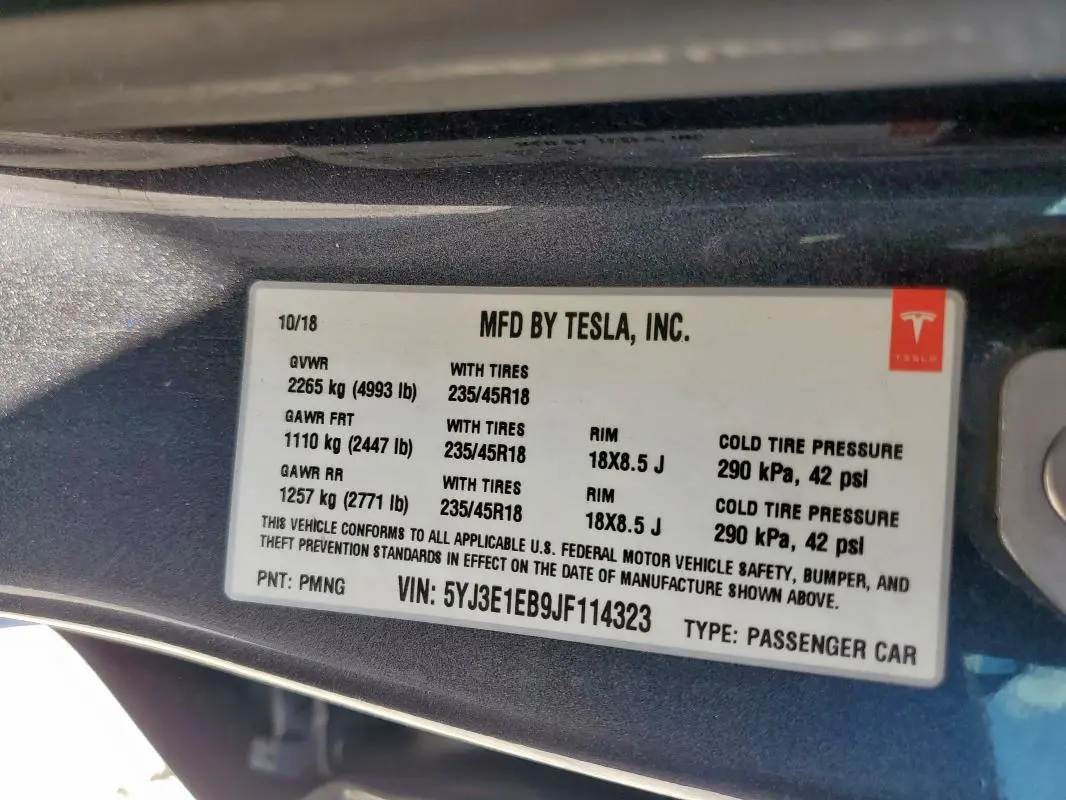 10/18
MFD BY TESLA, INC.
TESLA
GVWR
2265 kg (4993 lb)
WITH TIRES
235/45R18
GAWR FRT
1110 kg (2447 lb)
WITH TIRES
235/45R18
RIM
18X8.5 J
COLD TIRE PRESSURE
290 kPa, 42 psi
GAWR RR
1257 kg (2771 lb)
WITH TIRES
235/45R18
RIM
18X8.5 J
COLD TIRE PRESSURE
290 kPa, 42 psi
THIS VEHICLE CONFORMS TO ALL APPLICABLE U.S. FEDERAL MOTOR VEHICLE SAFETY, BUMPER, AND
THEFT PREVENTION STANDARDS IN EFFECT ON THE DATE OF MANUFACTURE SHOWN ABOVE.
PNT: PMNG
VIN: 5YJ3E1EB9JF114323
TYPE: PASSENGER CAR